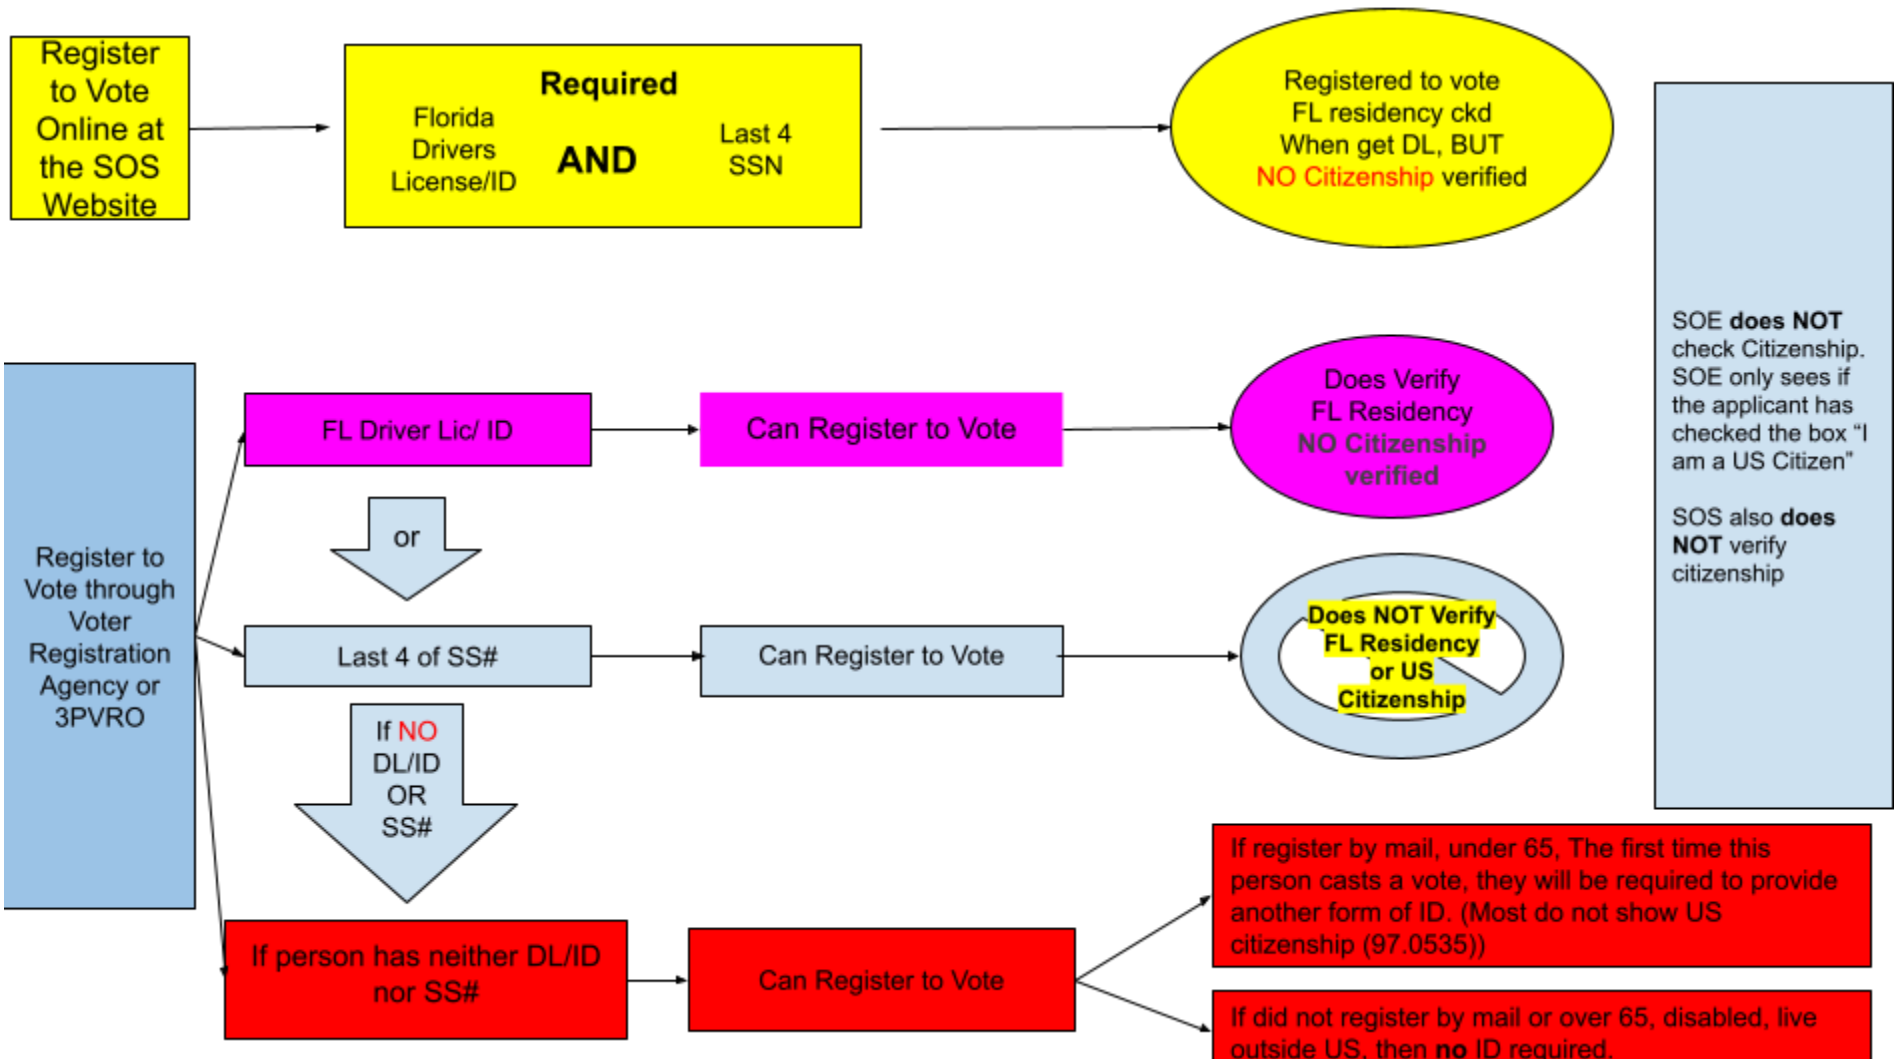 Register
to Vote
Online at
the SOS
Website
Required
Florida
Drivers
License/ID
AND
Last 4
SSN
Registered to vote
FL residency ckd
When get DL, BUT
NO Citizenship verified
SOE does NOT
check Citizenship.
SOE only sees if
the applicant has
checked the box “I
am a US Citizen”
SOS also does
NOT verify
citizenship
Register to
Vote through
Voter
Registration
Agency or
3PVRO
FL Driver Lic/ ID
Can Register to Vote
Does Verify
FL Residency
NO Citizenship
verified
or
Last 4 of SS#
Can Register to Vote
Does NOT Verify
FL Residency
or US
Citizenship
If NO
DL/ID
OR
SS#
If person has neither DL/ID
nor SS#
Can Register to Vote
If register by mail, under 65, The first time this
person casts a vote, they will be required to provide
another form of ID. (Most do not show US
citizenship (97.0535))
If did not register by mail or over 65, disabled, live
outside US, then no ID required.